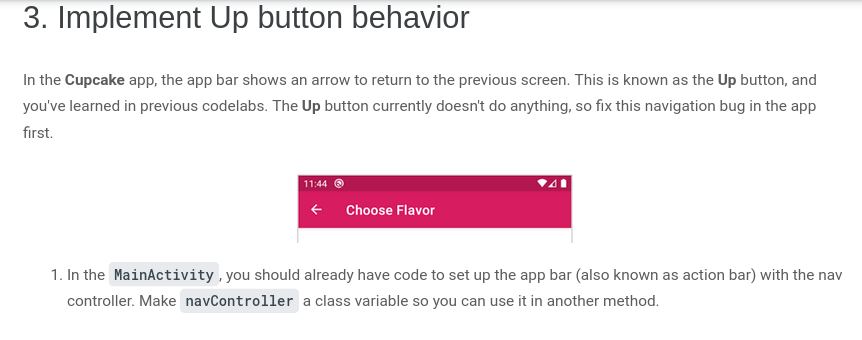 3. Implement Up button behavior
In the Cupcake app, the app bar shows an arrow to return to the previous screen. This is known as the Up button, and
you've learned in previous codelabs. The Up button currently doesn't do anything, so fix this navigation bug in the app
first.
11:44
Choose Flavor
1. In the MainActivity, you should already have code to set up the app bar (also known as action bar) with the nav
controller. Make navController a class variable so you can use it in another method.